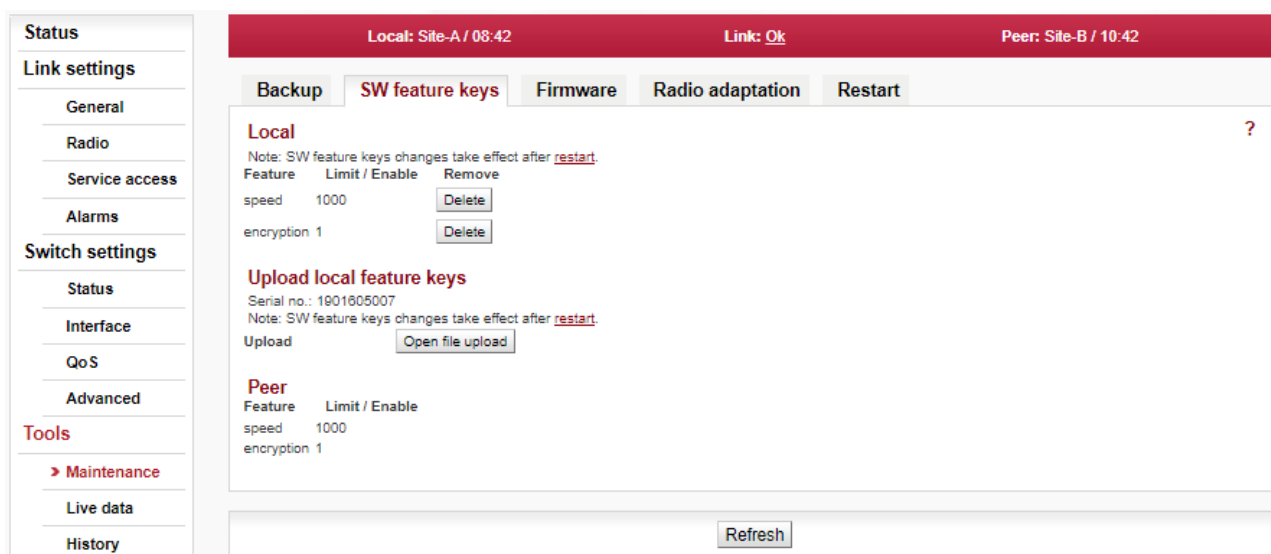 Status
Link settings
General
Radio
Service access
Alarms
Switch settings
Status
Interface
QoS
Advanced
Tools
> Maintenance
Live data
History
Local: Site-A / 08:42 Link: Ok Peer: Site-B / 10:42
Backup SW feature keys Firmware Radio adaptation Restart
Local ?
Note: SW feature keys changes take effect after restart.
Feature Limit / Enable Remove
speed 1000 Delete
encryption 1 Delete
Upload local feature keys
Serial no.: 1901605007
Note: SW feature keys changes take effect after restart.
Upload Open file upload
Peer
Feature Limit / Enable
speed 1000
encryption 1
Refresh